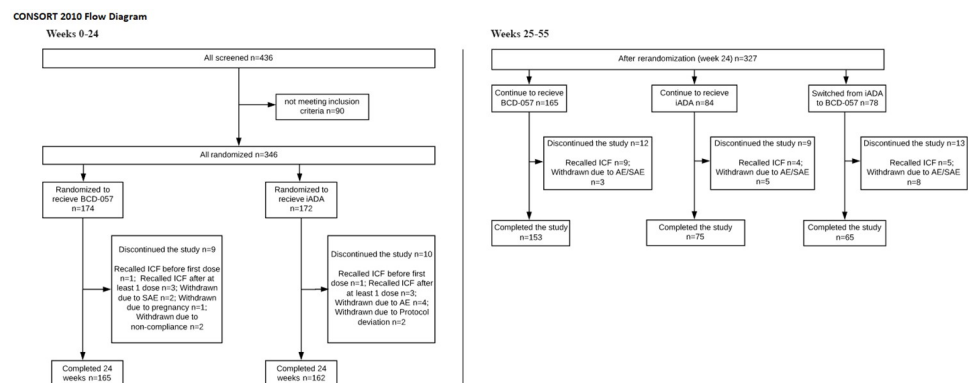 CONSORT 2010 Flow Diagram
Weeks 0-24
All screened n=436
not meeting inclusion
criteria n=90
All randomized n=346
Randomized to
recieve BCD-057
n=174
Randomized to
recieve iADA
n=172
Discontinued the study n=9
Recalled ICF before first dose
n=1; Recalled ICF after at
least 1 dose n=3; Withdrawn
due to SAE n=2; Withdrawn
due to pregnancy n=1;
Withdrawn due to
non-compliance n=2
Discontinued the study n=10
Recalled ICF before first
dose n=1; Recalled ICF after
at least 1 dose n=3;
Withdrawn due to AE n=4;
Withdrawn due to Protocol
deviation n=2
Completed 24
weeks n=165
Completed 24
weeks n=162
Weeks 25-55
After rerandomization (week 24) n=327
Continue to recieve
BCD-057 n=165
Continue to recieve
iADA n=84
Switched from iADA
to BCD-057 n=78
Discontinued the study n=12
Recalled ICF n=9;
Withdrawn due to AE/SAE
n=3
Discontinued the study n=9
Recalled ICF n=4;
Withdrawn due to AE/SAE
n=5
Discontinued the study n=13
Recalled ICF n=5;
Withdrawn due to AE/SAE
n=8
Completed the study
n=153
Completed the study
n=75
Completed the study
n=65